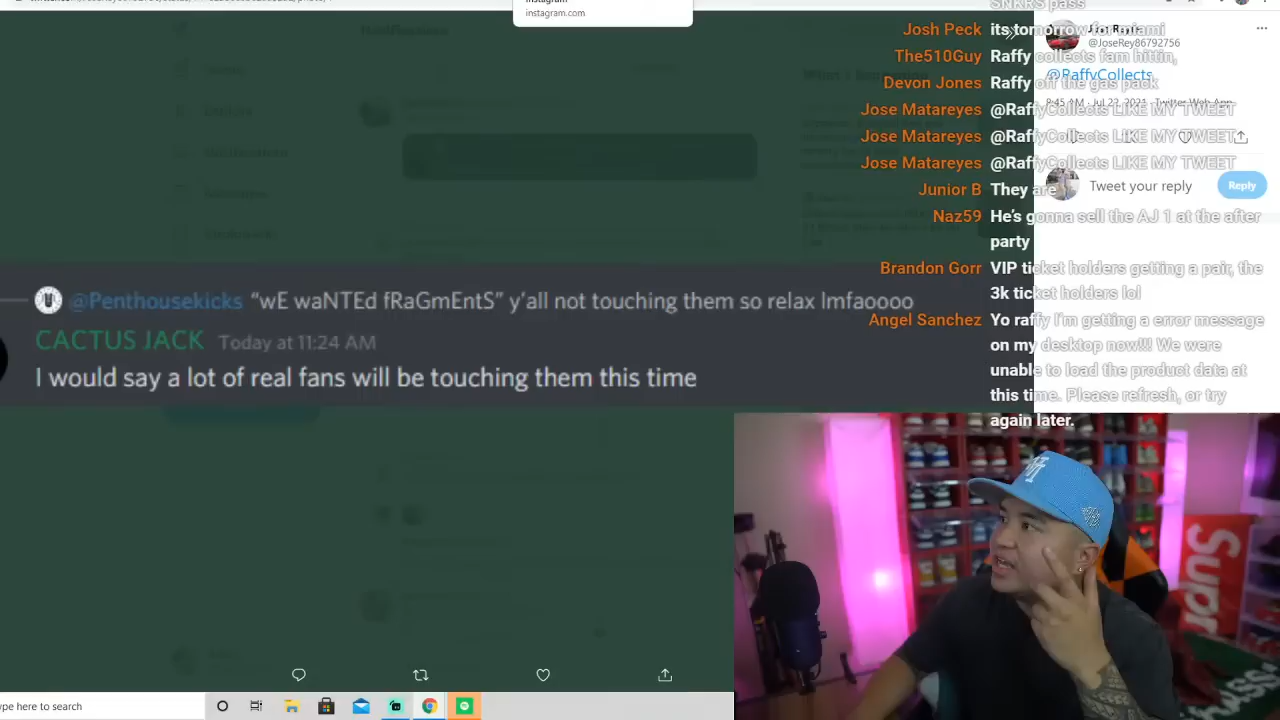 instagram.com
SNKRS pass
Josh Peck its tomorrow for miami
The510Guy Raffy collects fam hittin,
Devon Jones Raffy off the gas pack
Jose Matareyes @RaffyCollects LIKE MY TWEET
Jose Matareyes @RaffyCollects LIKE MY TWEET
Jose Matareyes @RaffyCollects LIKE MY TWEET
Junior B They are
Naz59 He's gonna sell the AJ 1 at the after
party
Brandon Gorr VIP ticket holders getting a pair, the
3k ticket holders lol
Angel Sanchez Yo raffy I'm getting a error message
on my desktop now!!! We were
unable to load the product data at
this time. Please refresh, or try
again later.
@JoseRey86792756
@RaffyCollects
8:45 AM · Jul 22, 2021 · Twitter Web App
Tweet your reply
Reply
@Penthousekicks “wE waNTEd fRaGmEntS” y'all not touching them so relax lmfaoooo
CACTUS JACK Today at 11:24 AM
I would say a lot of real fans will be touching them this time
ype here to search
Supr